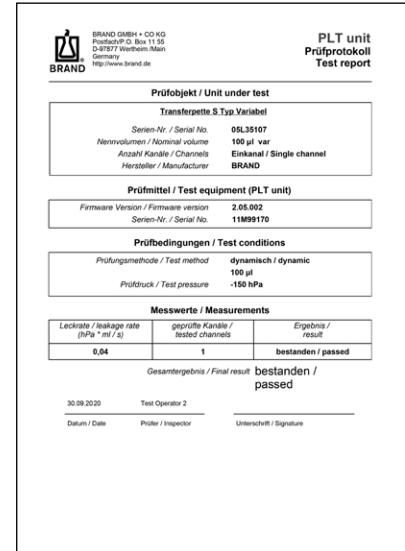 BRAND
BRAND GMBH + CO KG
Postfach/P.O. Box 11 55
D-97877 Wertheim /Main
Germany
http://www.brand.de
PLT unit
Prüfprotokoll
Test report
Prüfobjekt / Unit under test
Transferpette S Typ Variabel
Serien-Nr. / Serial No. 05L35107
Nennvolumen / Nominal volume 100 µl var
Anzahl Kanäle / Channels Einkanal / Single channel
Hersteller / Manufacturer BRAND
Prüfmittel / Test equipment (PLT unit)
Firmware Version / Firmware version 2.05.002
Serien-Nr. / Serial No. 11M99170
Prüfbedingungen / Test conditions
Prüfungsmethode / Test method dynamisch / dynamic
100 µl
Prüfdruck / Test pressure -150 hPa
Messwerte / Measurements
Leckrate / leakage rate geprüfte Kanäle / Ergebnis /
(hPa * ml / s) tested channels result
0,04 1 bestanden / passed
Gesamtergebnis / Final result bestanden /
passed
30.09.2020 Test Operator 2
Datum / Date Prüfer / Inspector Unterschrift / Signature